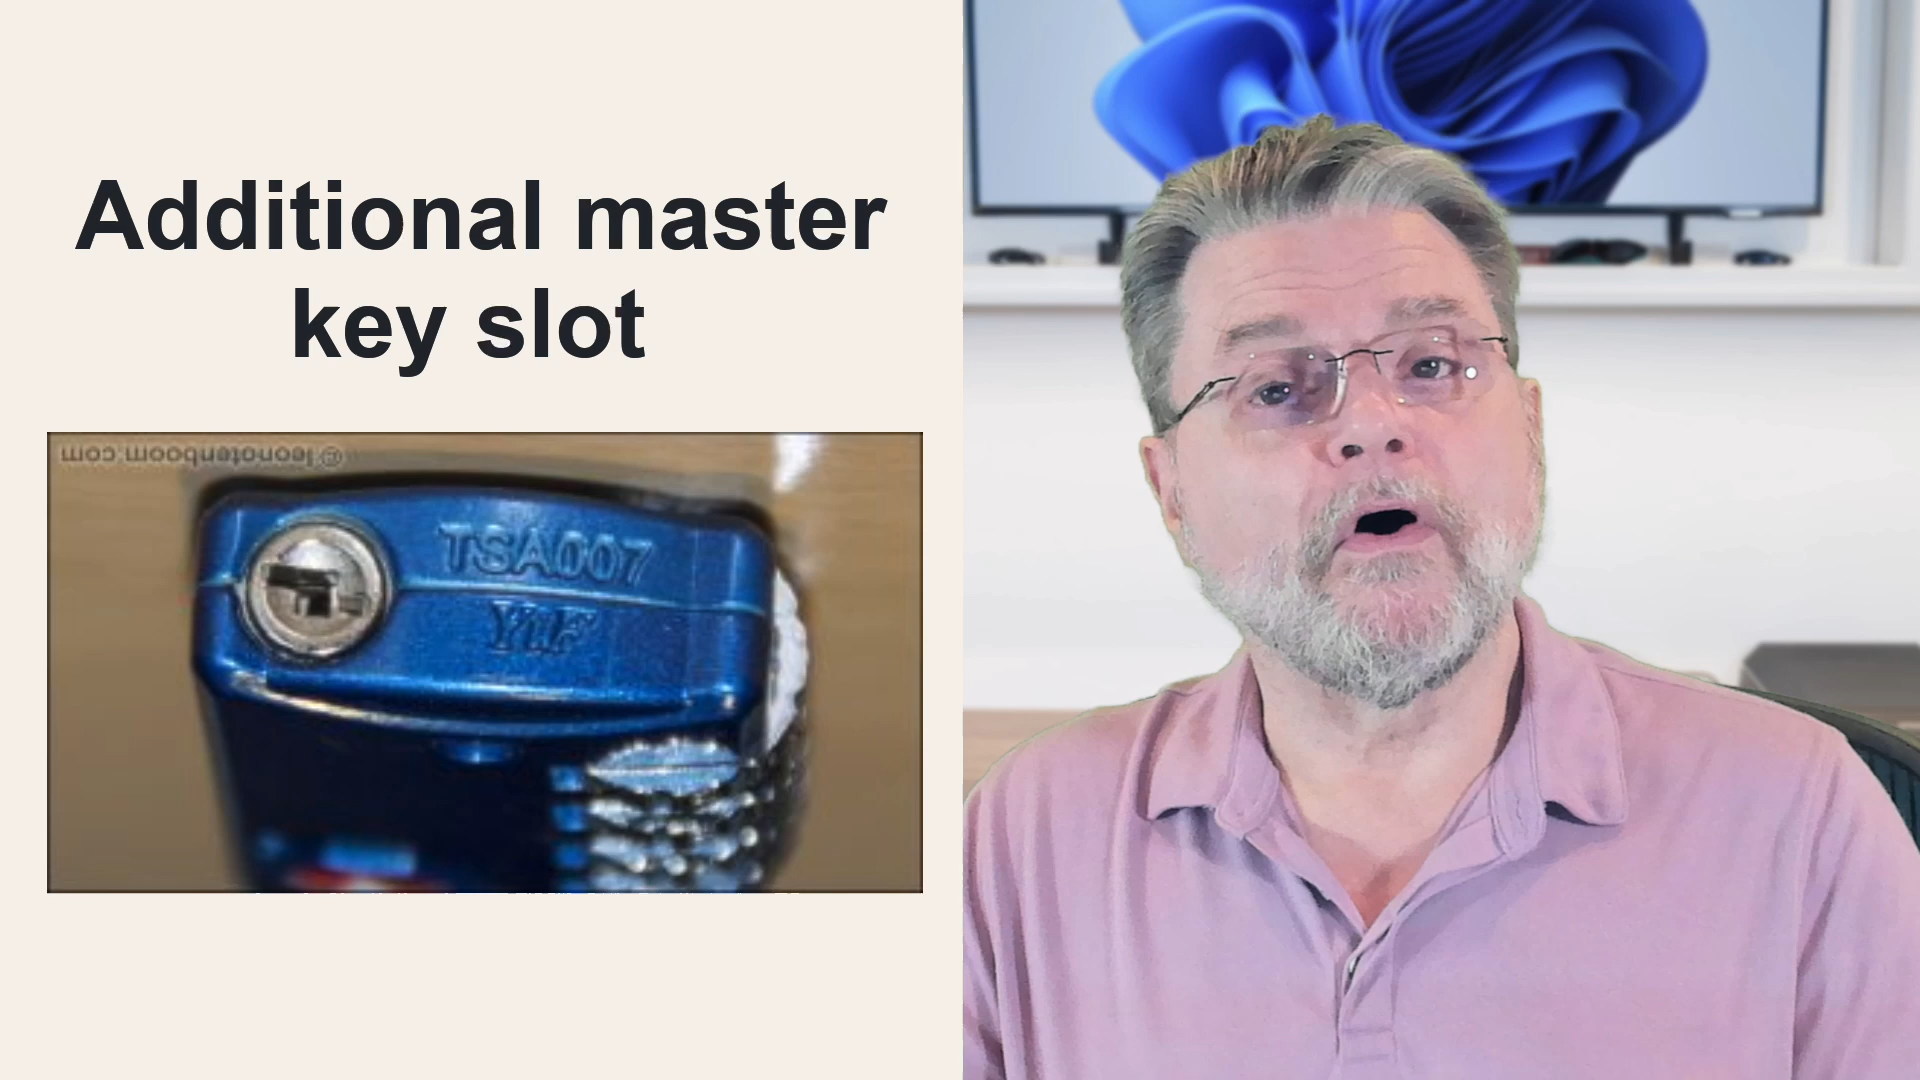 Additional master
key slot
© leonotenboom.com
TSA007
YIF